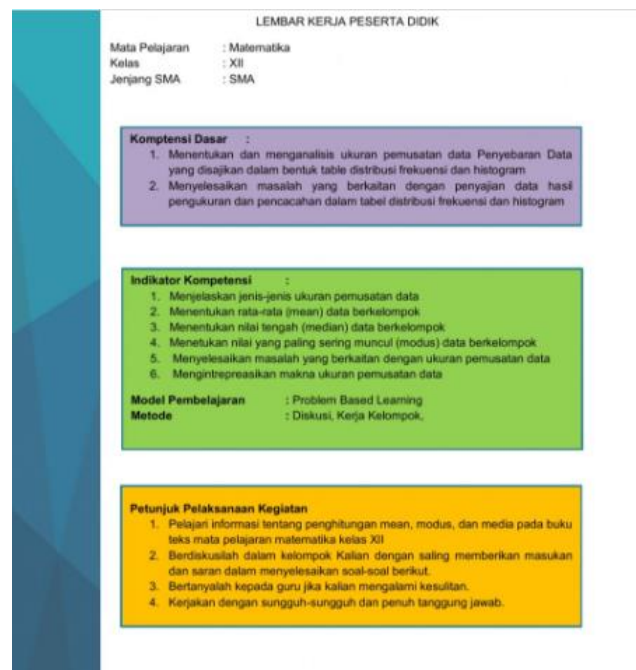 LEMBAR KERJA PESERTA DIDIK
Mata Pelajaran : Matematika
Kelas : XII
Jenjang SMA : SMA
Komptensi Dasar :
1. Menentukan dan menganalisis ukuran pemusatan data Penyebaran Data
yang disajikan dalam bentuk table distribusi frekuensi dan histogram
2. Menyelesaikan masalah yang berkaitan dengan penyajian data hasil
pengukuran dan pencacahan dalam tabel distribusi frekuensi dan histogram
Indikator Kompetensi :
1. Menjelaskan jenis-jenis ukuran pemusatan data
2. Menentukan rata-rata (mean) data berkelompok
3. Menentukan nilai tengah (median) data berkelompok
4. Menetukan nilai yang paling sering muncul (modus) data berkelompok
5. Menyelesaikan masalah yang berkaitan dengan ukuran pemusatan data
6. Mengintrepreasikan makna ukuran pemusatan data
Model Pembelajaran : Problem Based Learning
Metode : Diskusi, Kerja Kelompok,
Petunjuk Pelaksanaan Kegiatan
1. Pelajari informasi tentang penghitungan mean, modus, dan media pada buku
teks mata pelajaran matematika kelas XII
2. Berdiskusilah dalam kelompok Kalian dengan saling memberikan masukan
dan saran dalam menyelesaikan soal-soal berikut.
3. Bertanyalah kepada guru jika kalian mengalami kesulitan.
4. Kerjakan dengan sungguh-sungguh dan penuh tanggung jawab.